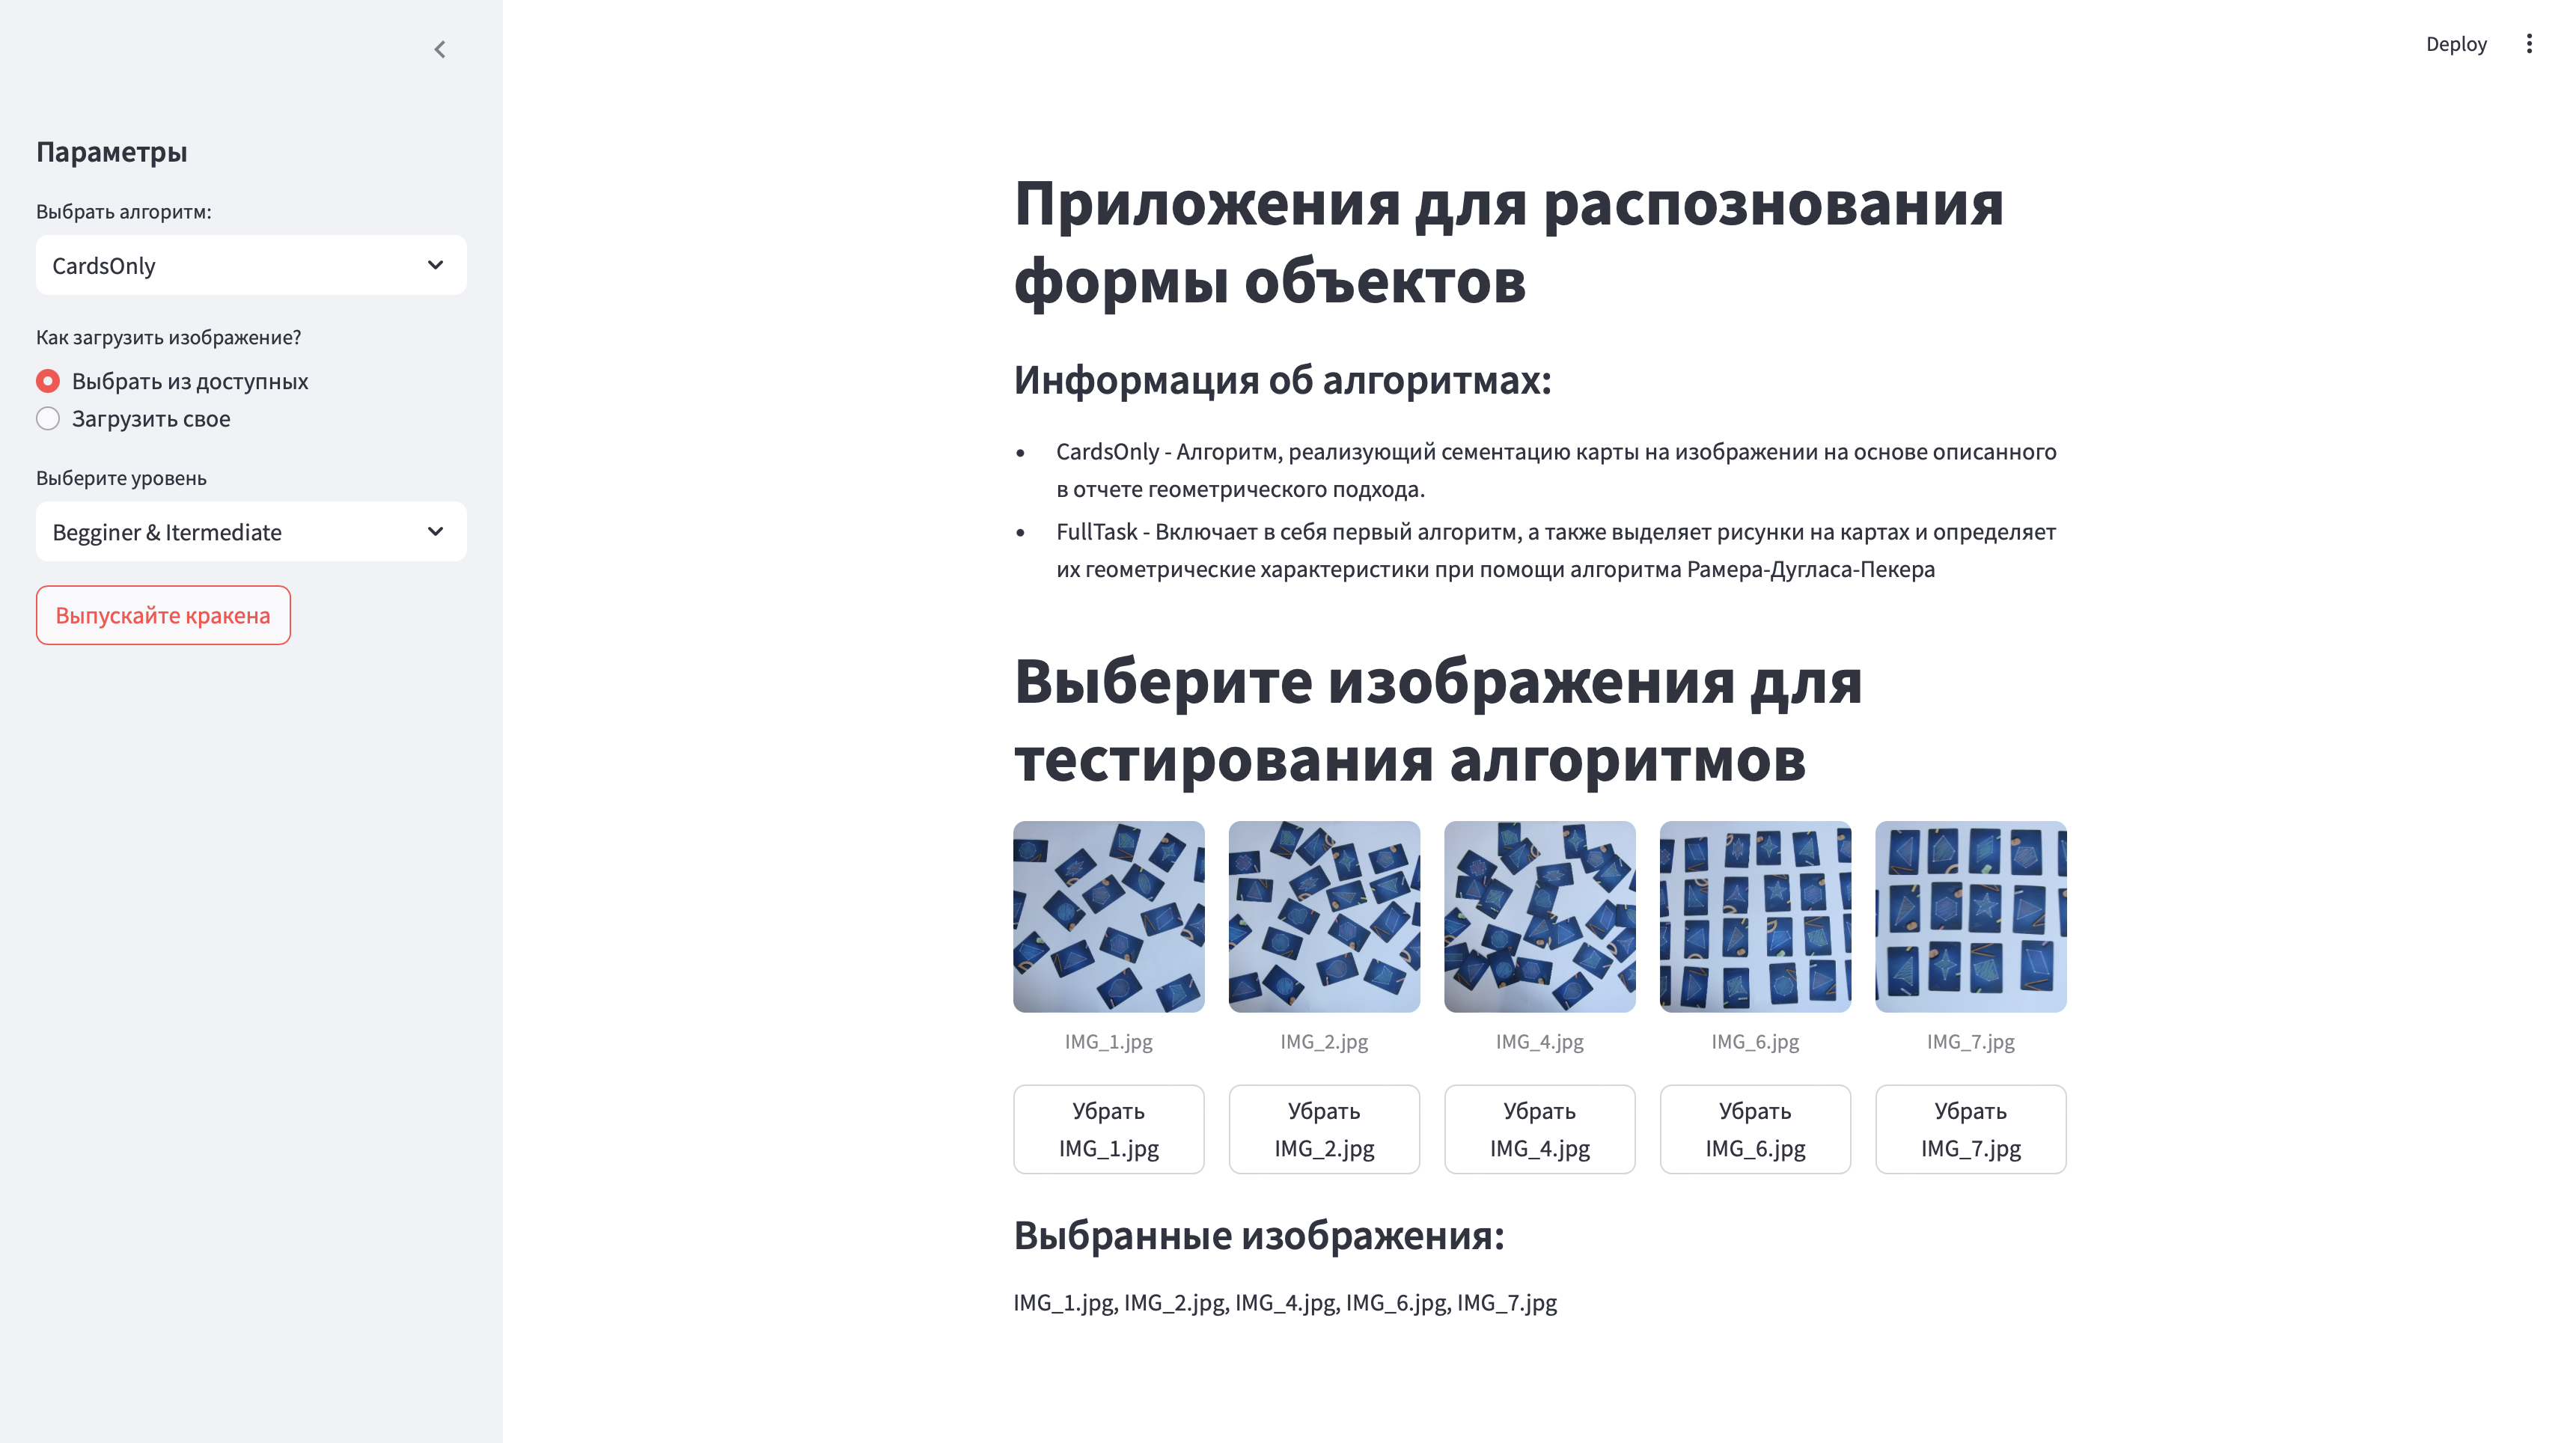 Deploy
Параметры
Выбрать алгоритм:
CardsOnly
Как загрузить изображение?
Выбрать из доступных
Загрузить свое
Выберите уровень
Begginer & Itermediate
Выпускайте кракена
Приложения для распознования
формы объектов
Информация об алгоритмах:
• CardsOnly - Алгоритм, реализующий сементацию карты на изображении на основе описанного
в отчете геометрического подхода.
• FullTask - Включает в себя первый алгоритм, а также выделяет рисунки на картах и определяет
их геометрические характеристики при помощи алгоритма Рамера-Дугласа-Пекера
Выберите изображения для
тестирования алгоритмов
IMG_1.jpg IMG_2.jpg IMG_4.jpg IMG_6.jpg IMG_7.jpg
Убрать Убрать Убрать Убрать Убрать
IMG_1.jpg IMG_2.jpg IMG_4.jpg IMG_6.jpg IMG_7.jpg
Выбранные изображения:
IMG_1.jpg, IMG_2.jpg, IMG_4.jpg, IMG_6.jpg, IMG_7.jpg